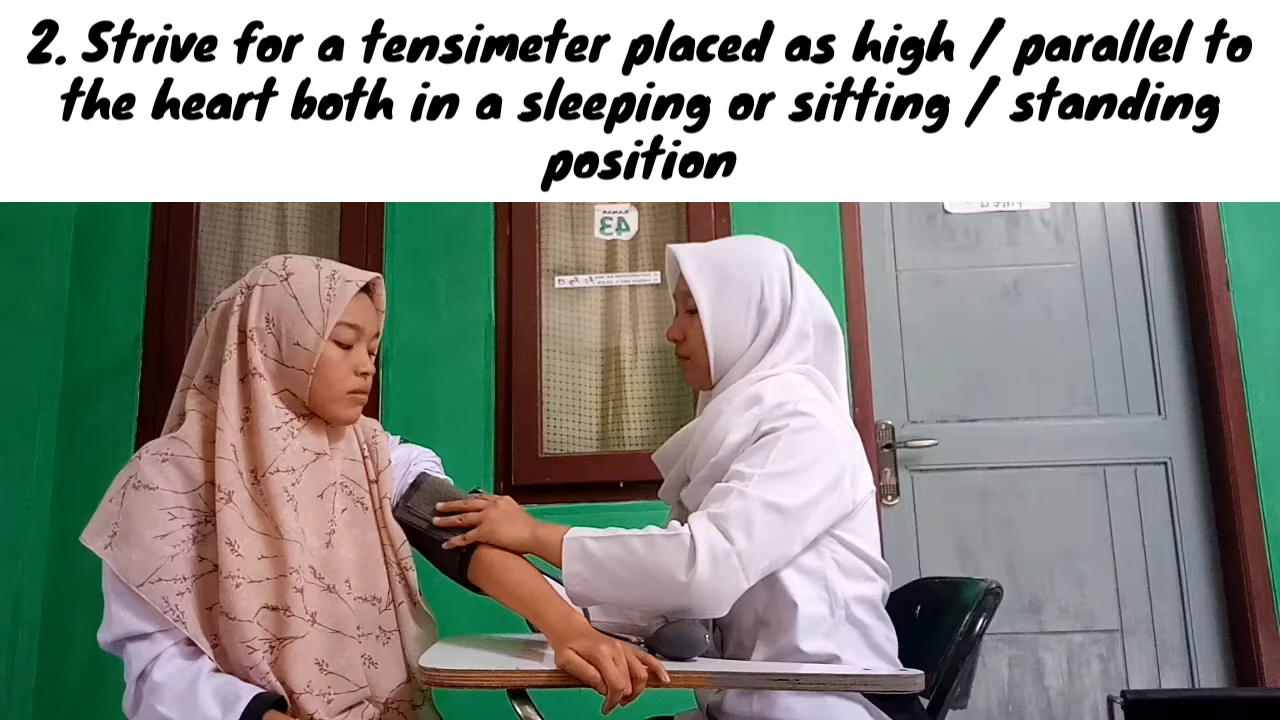 2. Strive for a tensimeter placed as high / parallel to
the heart both in a sleeping or sitting / standing
position
43